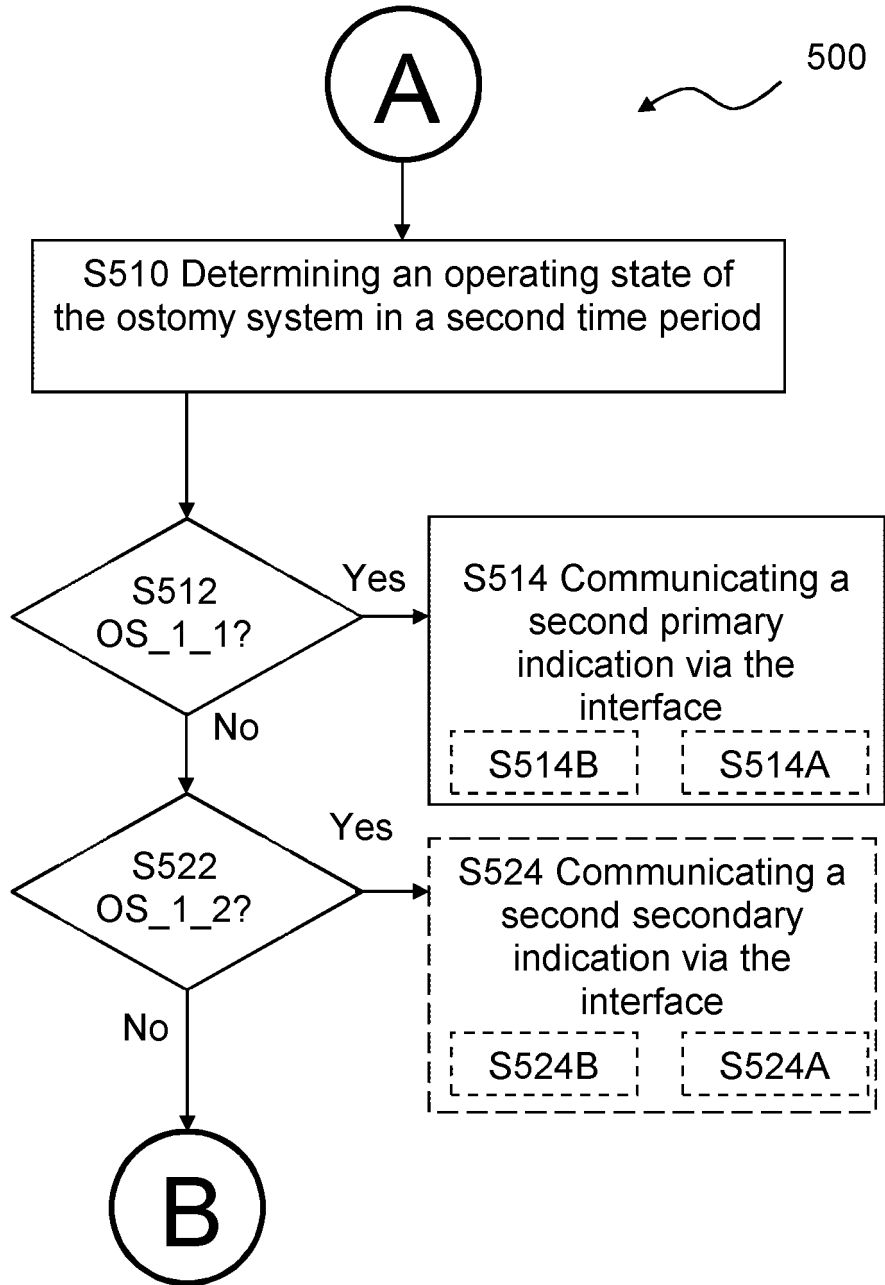 A
500
S510 Determining an operating state of
the ostomy system in a second time period
S512
OS_1_1?
Yes
No
S514 Communicating a
second primary
indication via the
interface
S514B
S514A
S522
OS_1_2?
Yes
No
S524 Communicating a
second secondary
indication via the
interface
S524B
S524A
B